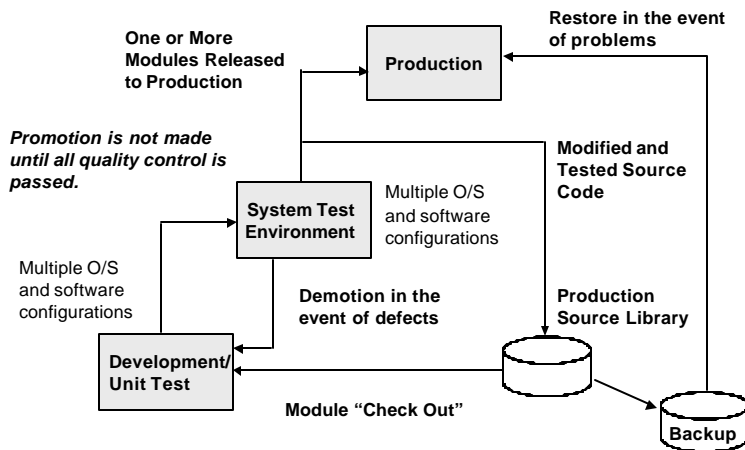 Restore in the event
of problems
One or More
Modules Released
to Production
Production
Promotion is not made
until all quality control is
passed.
Modified and
Tested Source
Code
System Test
Environment
Multiple O/S
and software
configurations
Multiple O/S
and software
configurations
Demotion in the
event of defects
Production
Source Library
Development/
Unit Test
Module “Check Out”
Backup